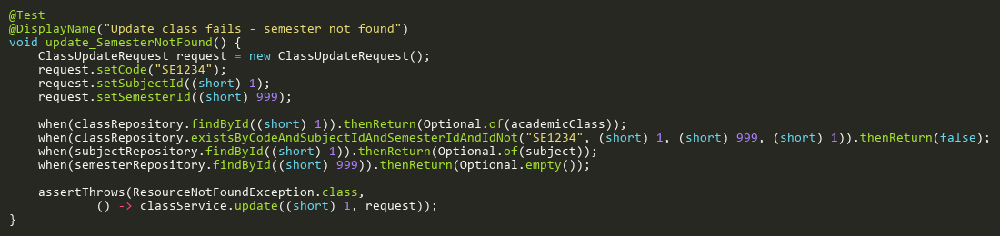 @Test
@DisplayName("Update class fails - semester not found")
void update_SemesterNotFound() {
    ClassUpdateRequest request = new ClassUpdateRequest();
    request.setCode("SE1234");
    request.setSubjectId((short) 1);
    request.setSemesterId((short) 999);

    when(classRepository.findById((short) 1)).thenReturn(Optional.of(academicClass));
    when(classRepository.existsByCodeAndSubjectIdAndSemesterIdAndIdNot("SE1234", (short) 1, (short) 999, (short) 1)).thenReturn(false);
    when(subjectRepository.findById((short) 1)).thenReturn(Optional.of(subject));
    when(semesterRepository.findById((short) 999)).thenReturn(Optional.empty());

    assertThrows(ResourceNotFoundException.class,
            () -> classService.update((short) 1, request));
}